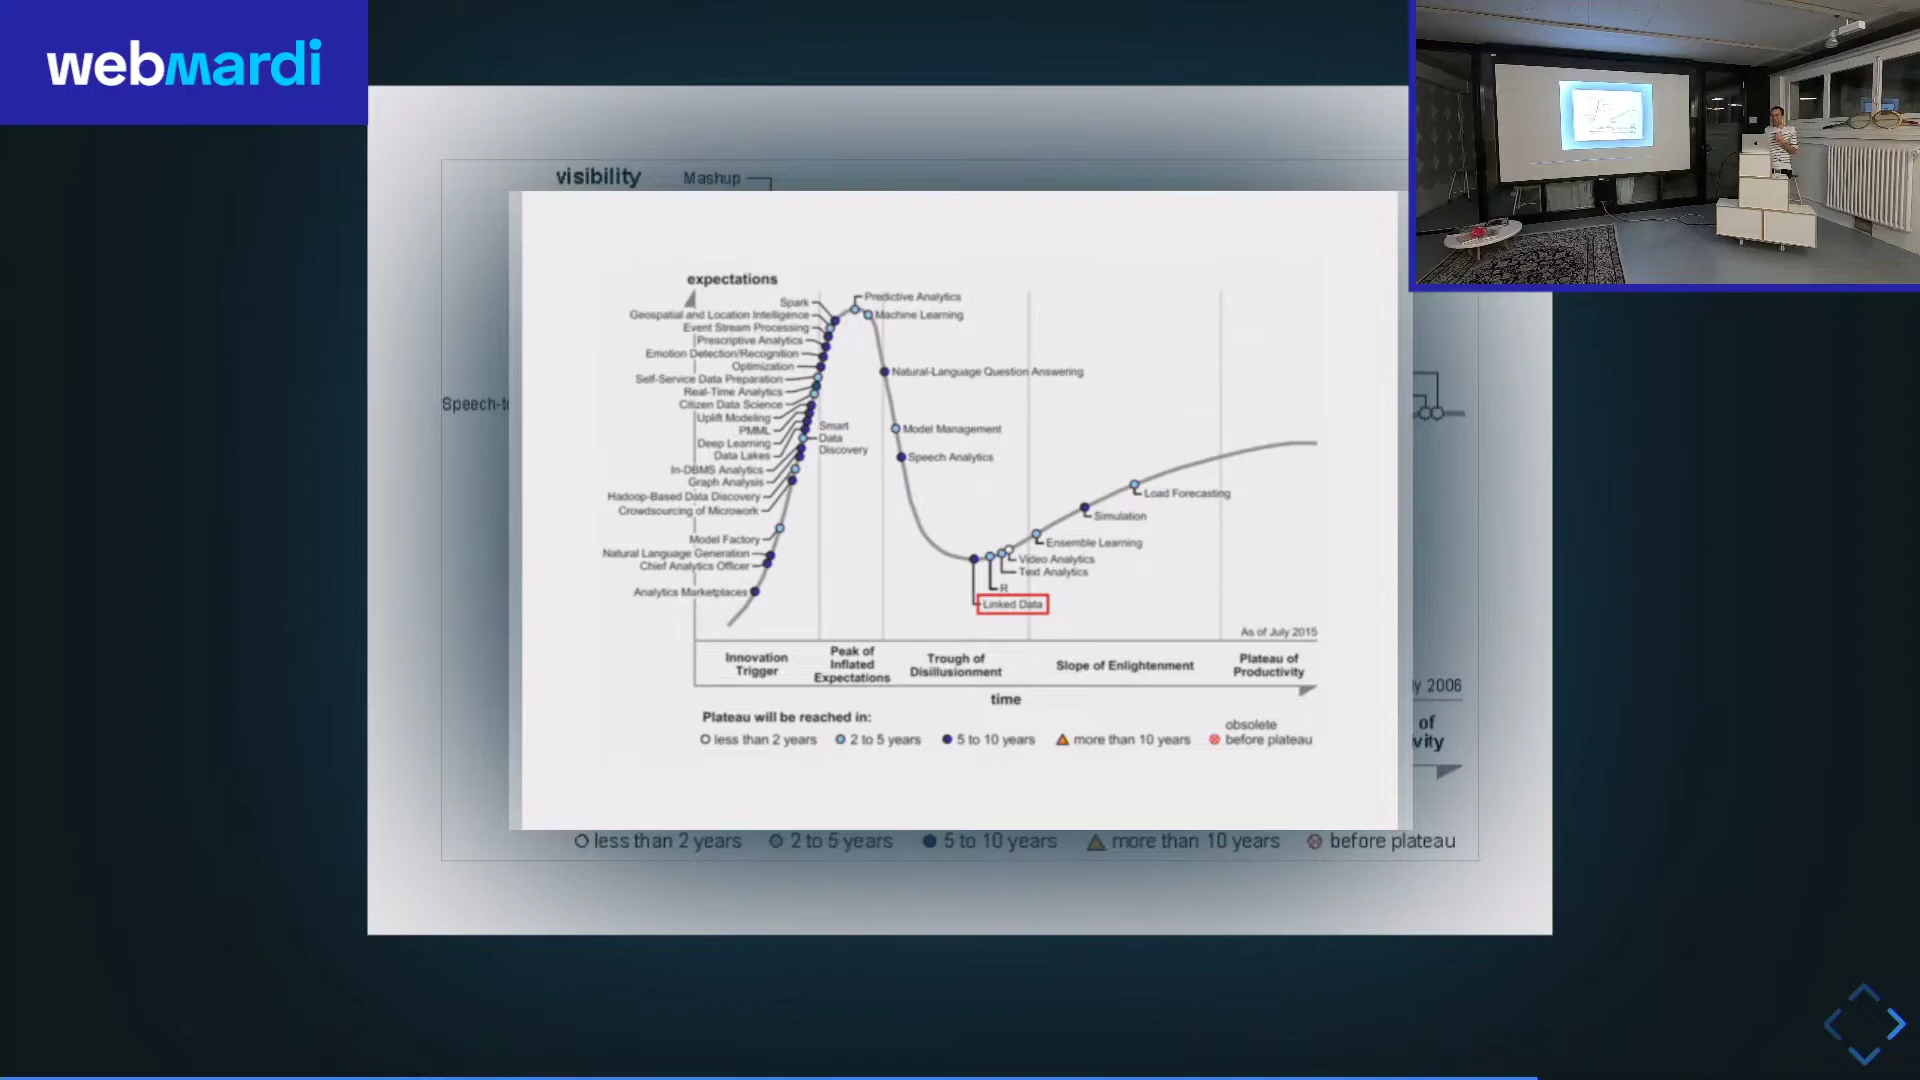 webmardi
visibility
Mashup
Speech-to
expectations
Spark
Predictive Analytics
Geospatial and Location Intelligence
Machine Learning
Event Stream Processing
Prescriptive Analytics
Emotion Detection/Recognition
Optimization
Natural-Language Question Answering
Self-Service Data Preparation
Real-Time Analytics
Citizen Data Science
Uplift Modeling
PMML
Smart
Data
Discovery
Model Management
Deep Learning
Data Lakes
Speech Analytics
In-DBMS Analytics
Graph Analysis
Hadoop-Based Data Discovery
Crowdsourcing of Microwork
Load Forecasting
Simulation
Model Factory
Ensemble Learning
Natural Language Generation
Video Analytics
Chief Analytics Officer
Text Analytics
R
Analytics Marketplaces
Linked Data
As of July 2015
Innovation
Trigger
Peak of
Inflated
Expectations
Trough of
Disillusionment
Slope of Enlightenment
Plateau of
Productivity
time
Plateau will be reached in:
less than 2 years
2 to 5 years
5 to 10 years
more than 10 years
obsolete
before plateau
y 2006
of
vity
less than 2 years
2 to 5 years
5 to 10 years
more than 10 years
before plateau